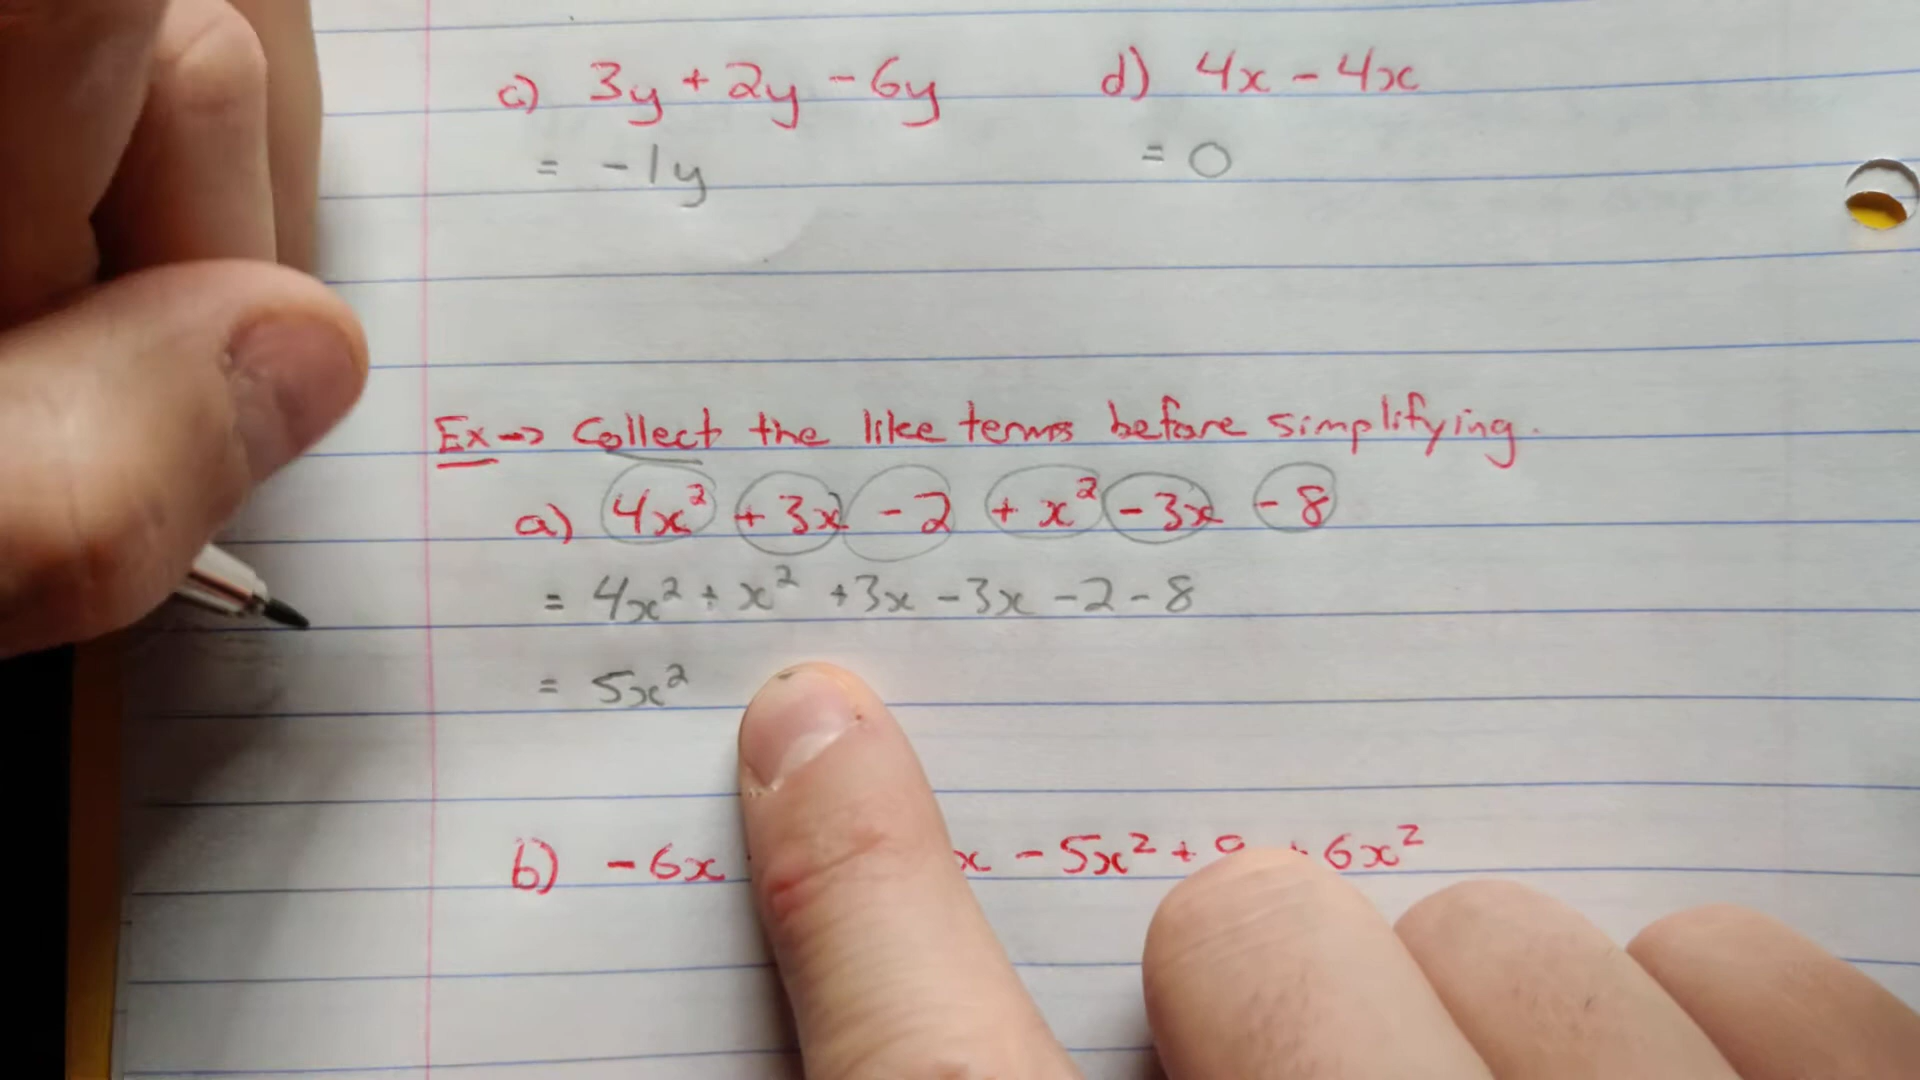 c) 3y + 2y - 6y d) 4x - 4x
= -1y = 0
Ex → Collect the like terms before simplifying.
a) 4x² + 3x - 2 + x² - 3x - 8
= 4x² + x² + 3x - 3x - 2 - 8
= 5x²
b) -6x x - 5x² + 6x²